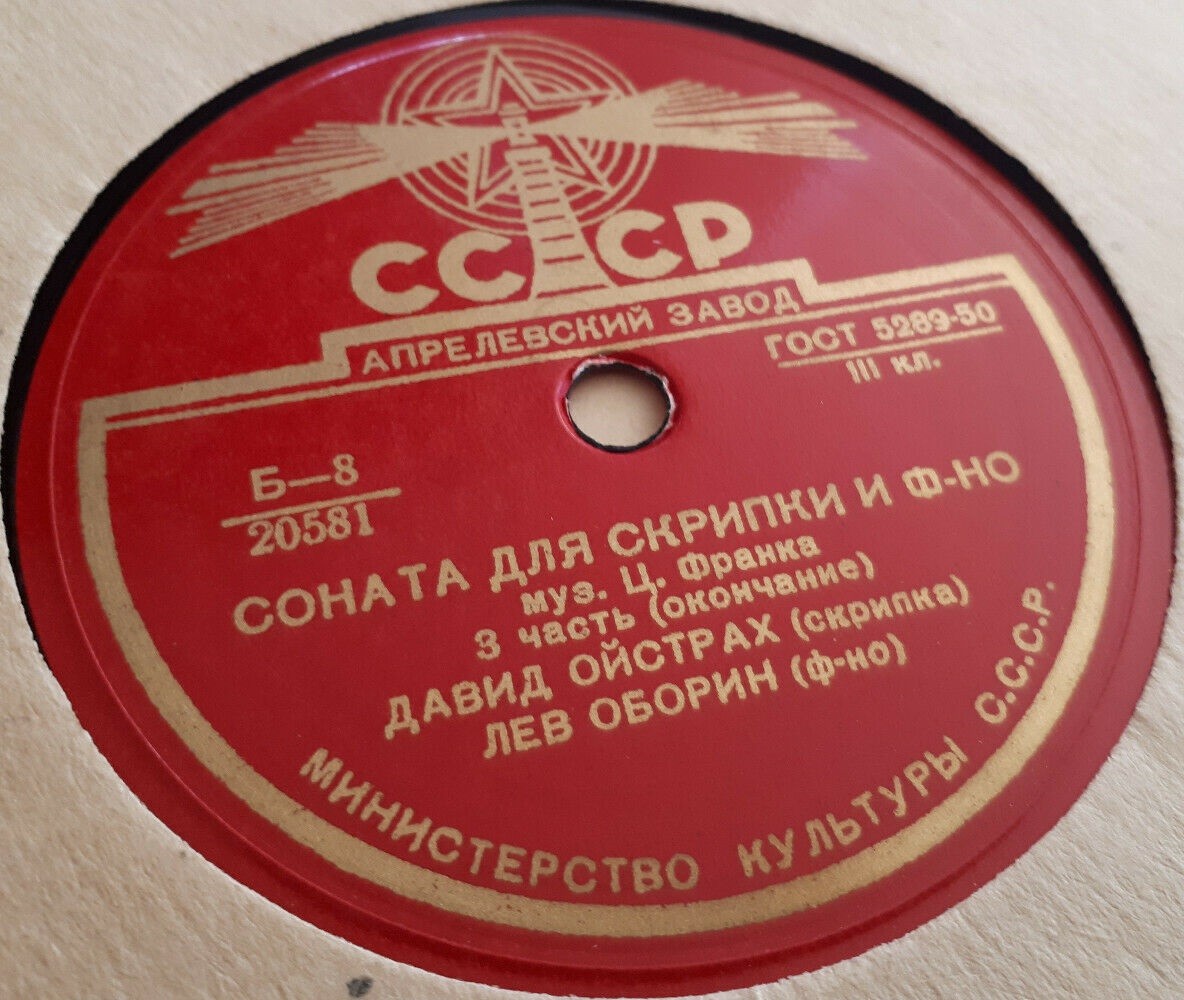 СССР
АПРЕЛЕВСКИЙ ЗАВОД
ГОСТ 5289-50
III кл.
Б—8
20581
СОНАТА ДЛЯ СКРИПКИ И Ф-НО
муз. Ц. Франка
3 часть (окончание)
ДАВИД ОЙСТРАХ (скрипка)
ЛЕВ ОБОРИН (ф-но)
МИНИСТЕРСТВО КУЛЬТУРЫ С.С.С.Р.